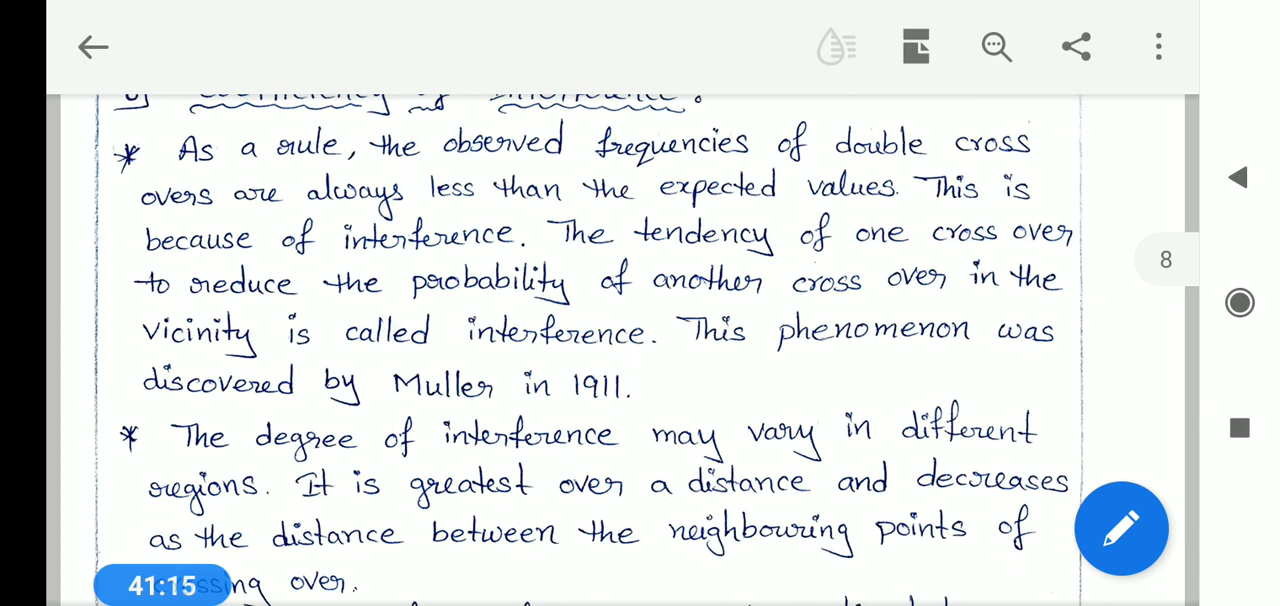 * As a rule, the observed frequencies of double cross
overs are always less than the expected values. This is
because of interference. The tendency of one cross over
to reduce the probability of another cross over in the
vicinity is called interference. This phenomenon was
discovered by Muller in 1911.
* The degree of interference may vary in different
regions. It is greatest over a distance and decreases
as the distance between the neighbouring points of
over.
8
41:15